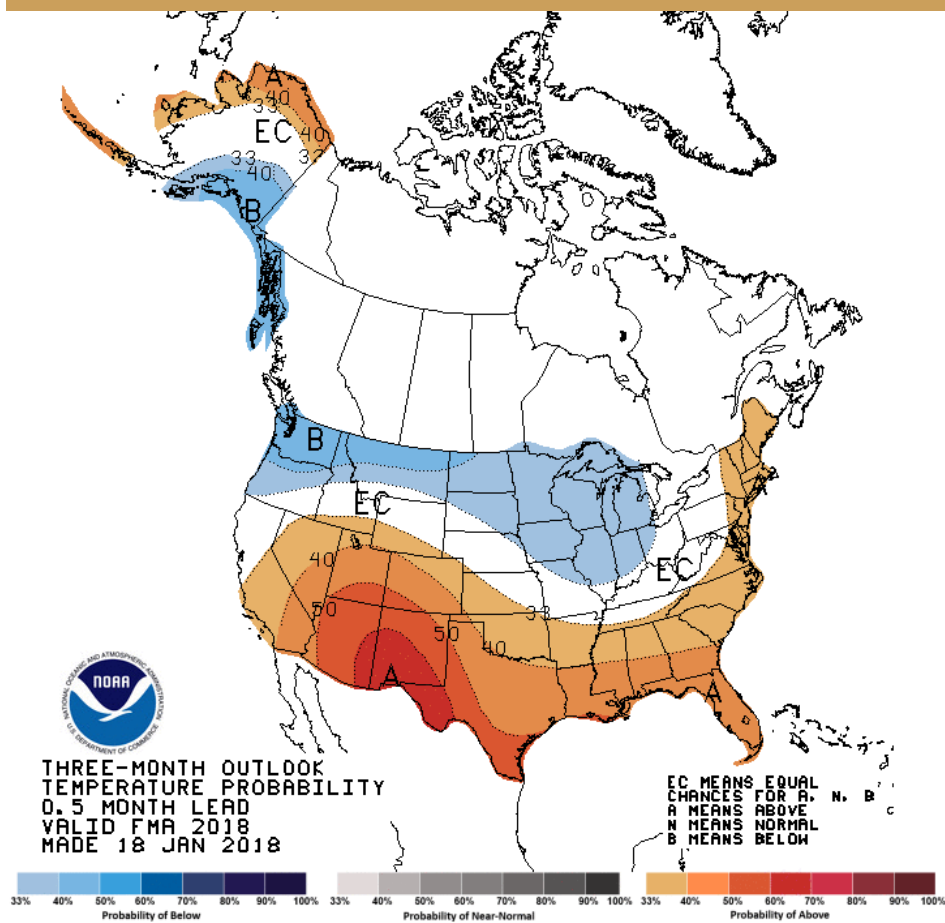 A
40
33
EC
40
33
33
40
B
B
EC
40
50
50
40
33
EC
A
A
A
NATIONAL OCEANIC AND ATMOSPHERIC ADMINISTRATION
NOAA
U.S. DEPARTMENT OF COMMERCE
THREE-MONTH OUTLOOK
TEMPERATURE PROBABILITY
0.5 MONTH LEAD
VALID FMA 2018
MADE 18 JAN 2018
EC MEANS EQUAL
CHANCES FOR A, N, B
A MEANS ABOVE
N MEANS NORMAL
B MEANS BELOW
C
33% 40% 50% 60% 70% 80% 90% 100%
Probability of Below
33% 40% 50% 60% 70% 80% 90% 100%
Probability of Near-Normal
33% 40% 50% 60% 70% 80% 90% 100%
Probability of Above